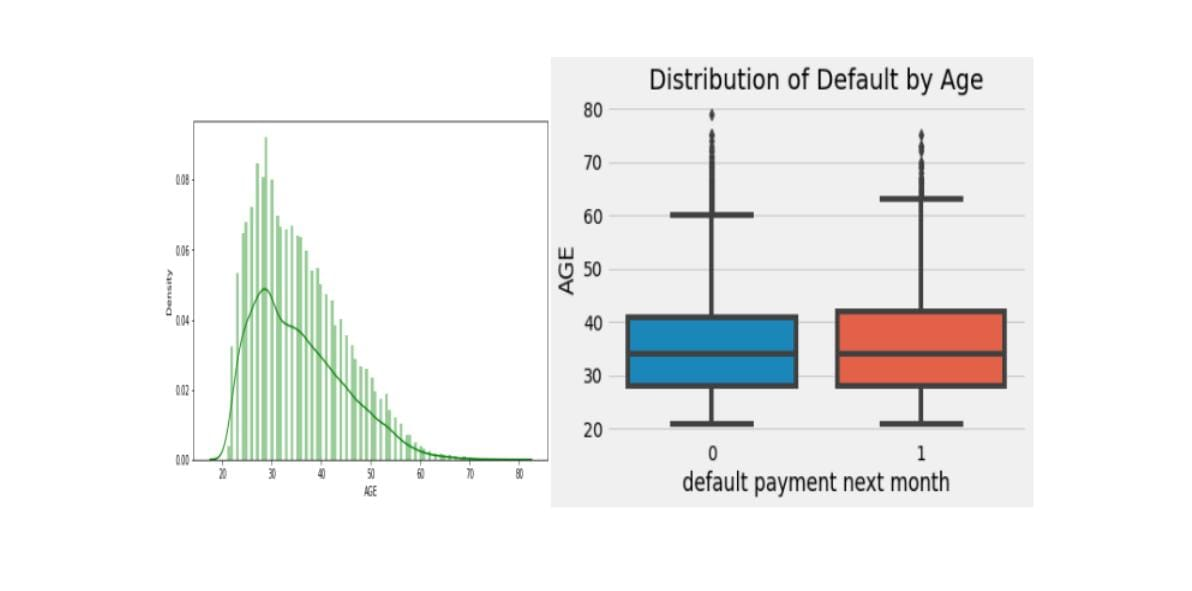 Density
0.08
0.06
0.04
0.02
0.00
20 30 40 50 60 70 80
AGE
Distribution of Default by Age
AGE
80
70
60
50
40
30
20
0 1
default payment next month